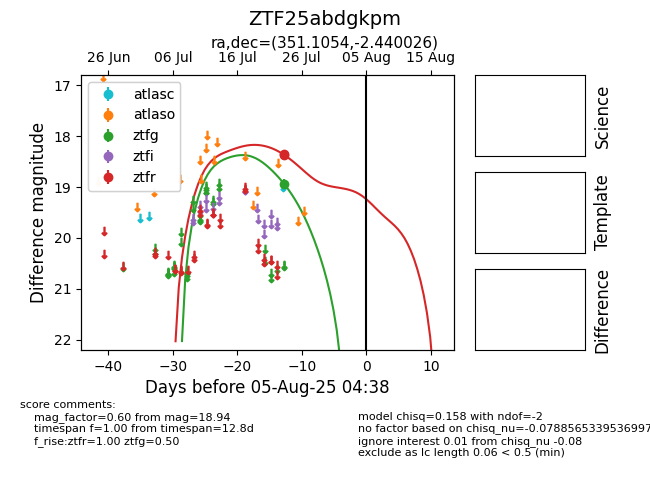 ZTF25abdgkpm
ra,dec=(351.1054,-2.440026)
26 Jun 06 Jul 16 Jul 26 Jul 05 Aug 15 Aug
17
18
19
20
21
22
Difference magnitude
atlasc
atlaso
ztfg
ztfi
ztfr
Science
Template
Difference
−40 −30 −20 −10 0 10
Days before 05-Aug-25 04:38
score comments:
mag_factor=0.60 from mag=18.94
timespan f=1.00 from timespan=12.8d
f_rise:ztfr=1.00 ztfg=0.50
model chisq=0.158 with ndof=-2
no factor based on chisq_nu=-0.0788565339536997
ignore interest 0.01 from chisq_nu -0.08
exclude as lc length 0.06 < 0.5 (min)